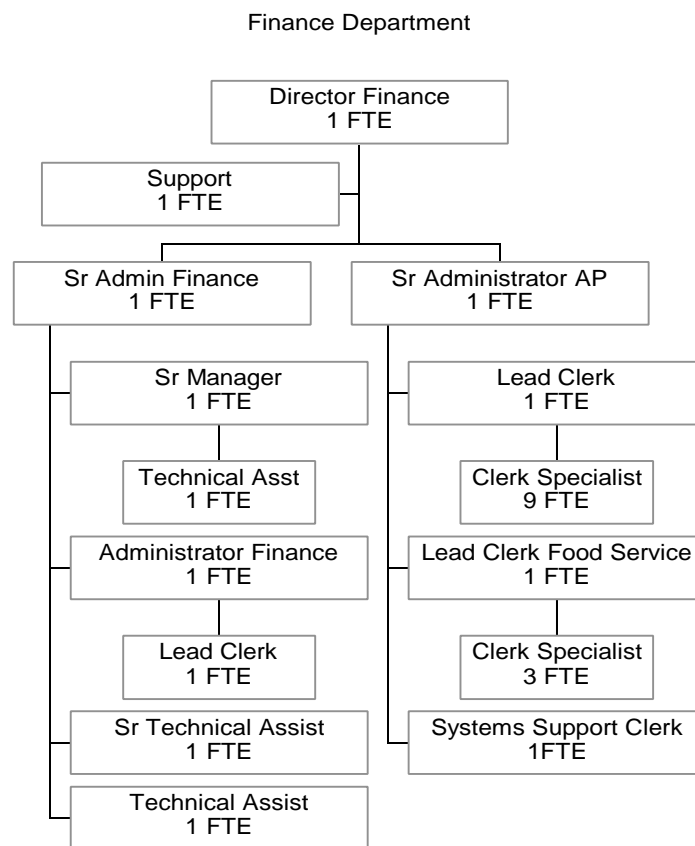 Finance Department
Director Finance
1 FTE
Support
1 FTE
Sr Admin Finance
1 FTE
Sr Administrator AP
1 FTE
Sr Manager
1 FTE
Technical Asst
1 FTE
Administrator Finance
1 FTE
Lead Clerk
1 FTE
Sr Technical Assist
1 FTE
Technical Assist
1 FTE
Lead Clerk
1 FTE
Clerk Specialist
9 FTE
Lead Clerk Food Service
1 FTE
Clerk Specialist
3 FTE
Systems Support Clerk
1FTE